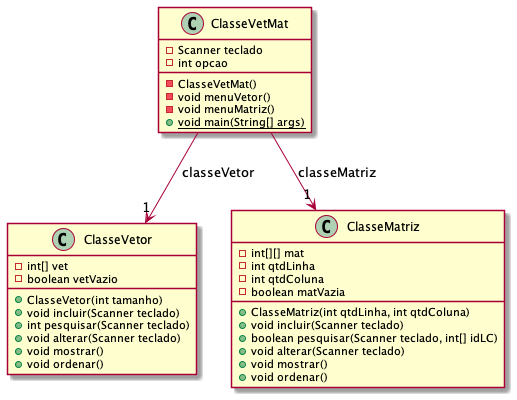 C ClasseVetMat
Scanner teclado
int opcao
ClasseVetMat()
void menuVetor()
void menuMatriz()
void main(String[] args)
classeVetor
classeMatriz
1
1
C ClasseVetor
int[] vet
boolean vetVazio
ClasseVetor(int tamanho)
void incluir(Scanner teclado)
int pesquisar(Scanner teclado)
void alterar(Scanner teclado)
void mostrar()
void ordenar()
C ClasseMatriz
int[][] mat
int qtdLinha
int qtdColuna
boolean matVazia
ClasseMatriz(int qtdLinha, int qtdColuna)
void incluir(Scanner teclado)
boolean pesquisar(Scanner teclado, int[] idLC)
void alterar(Scanner teclado)
void mostrar()
void ordenar()